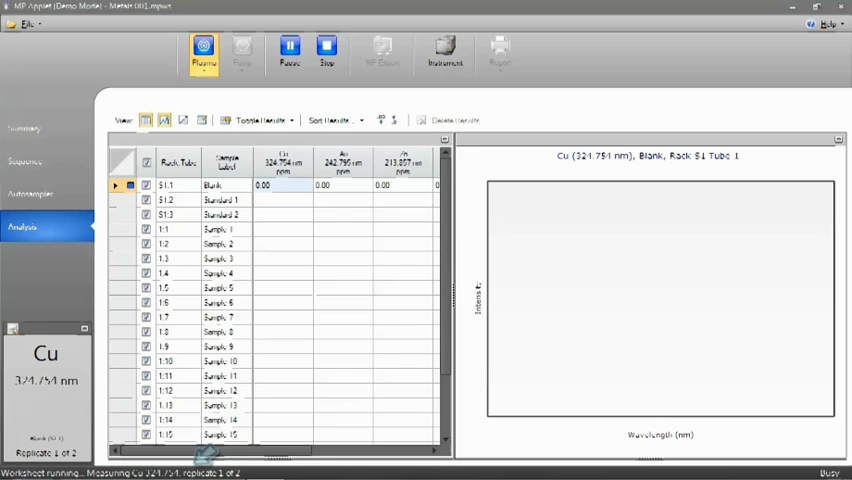 MP Applet (Demo Mode) - Metals 001.mpws
File
Help
Plasma
Pump
Pause
Stop
MP Expert
Instrument
Report
Summary
Sequence
Autosampler
Analysis
View:
Toggle Results
Sort Results
Delete Results
Rack:Tube
Sample Label
Cu 324.754 nm ppm
Au 242.795 nm ppm
Zn 213.857 nm ppm
S1:1 Blank 0.00 0.00 0.00 0
S1:2 Standard 1
S1:3 Standard 2
1:1 Sample 1
1:2 Sample 2
1:3 Sample 3
1:4 Sample 4
1:5 Sample 5
1:6 Sample 6
1:7 Sample 7
1:8 Sample 8
1:9 Sample 9
1:10 Sample 10
1:11 Sample 11
1:12 Sample 12
1:13 Sample 13
1:14 Sample 14
1:15 Sample 15
Cu (324.754 nm), Blank, Rack S1 Tube 1
Intensity
Wavelength (nm)
Cu
324.754 nm
Blank (S1:1)
Replicate 1 of 2
Worksheet running... Measuring Cu 324.754, replicate 1 of 2
Busy